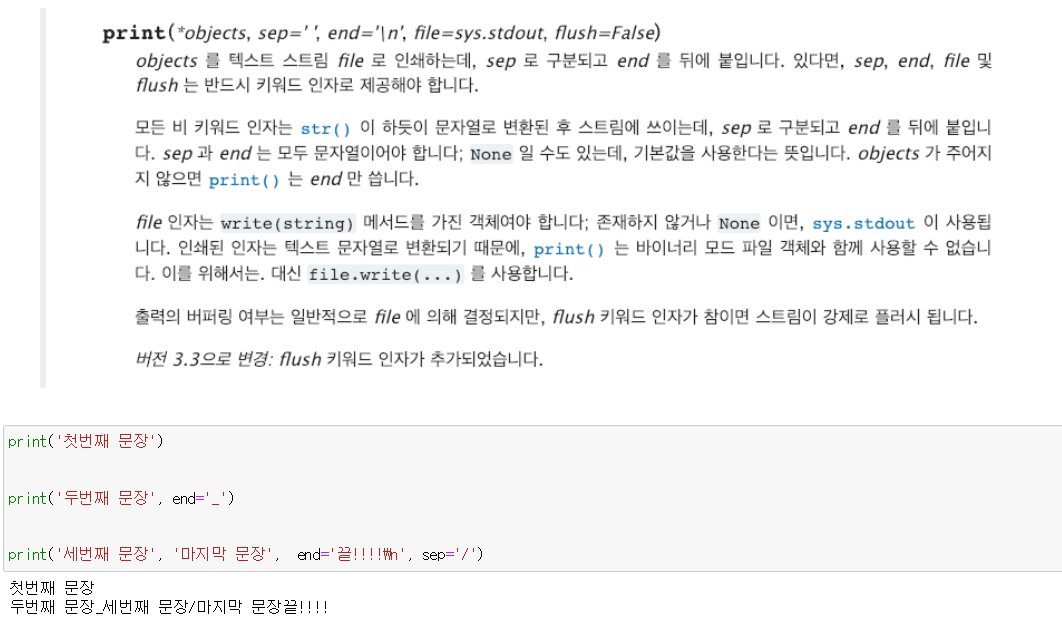 print(*objects, sep=' ', end='\n', file=sys.stdout, flush=False)
objects 를 텍스트 스트림 file 로 인쇄하는데, sep 로 구분되고 end 를 뒤에 붙입니다. 있다면, sep, end, file 및
flush 는 반드시 키워드 인자로 제공해야 합니다.
모든 비 키워드 인자는 str() 이 하듯이 문자열로 변환된 후 스트림에 쓰이는데, sep 로 구분되고 end 를 뒤에 붙입니
다. sep 과 end 는 모두 문자열이어야 합니다; None 일 수도 있는데, 기본값을 사용한다는 뜻입니다. objects 가 주어지
지 않으면 print() 는 end 만 씁니다.
file 인자는 write(string) 메서드를 가진 객체여야 합니다; 존재하지 않거나 None 이면, sys.stdout 이 사용됩
니다. 인쇄된 인자는 텍스트 문자열로 변환되기 때문에, print() 는 바이너리 모드 파일 객체와 함께 사용할 수 없습니
다. 이를 위해서는. 대신 file.write(...) 를 사용합니다.
출력의 버퍼링 여부는 일반적으로 file 에 의해 결정되지만, flush 키워드 인자가 참이면 스트림이 강제로 플러시 됩니다.
버전 3.3으로 변경: flush 키워드 인자가 추가되었습니다.
print('첫번째 문장')
print('두번째 문장', end='_')
print('세번째 문장', '마지막 문장',  end='끝!!!!₩n', sep='/')
첫번째 문장
두번째 문장_세번째 문장/마지막 문장끝!!!!